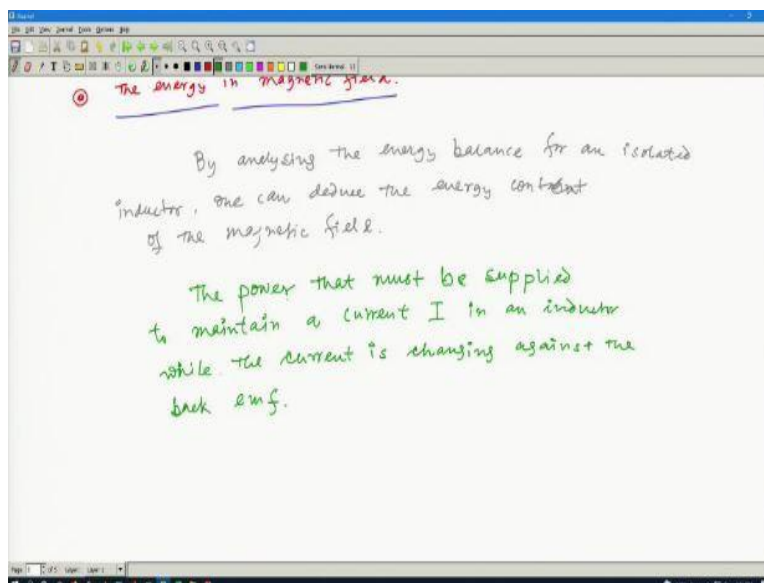 The energy in magnetic field.
By analysing the energy balance for an isolated
inductor, one can deduce the energy content
of the magnetic field.
The power that must be supplied
to maintain a current I in an inductor
while the current is changing against the
back emf.